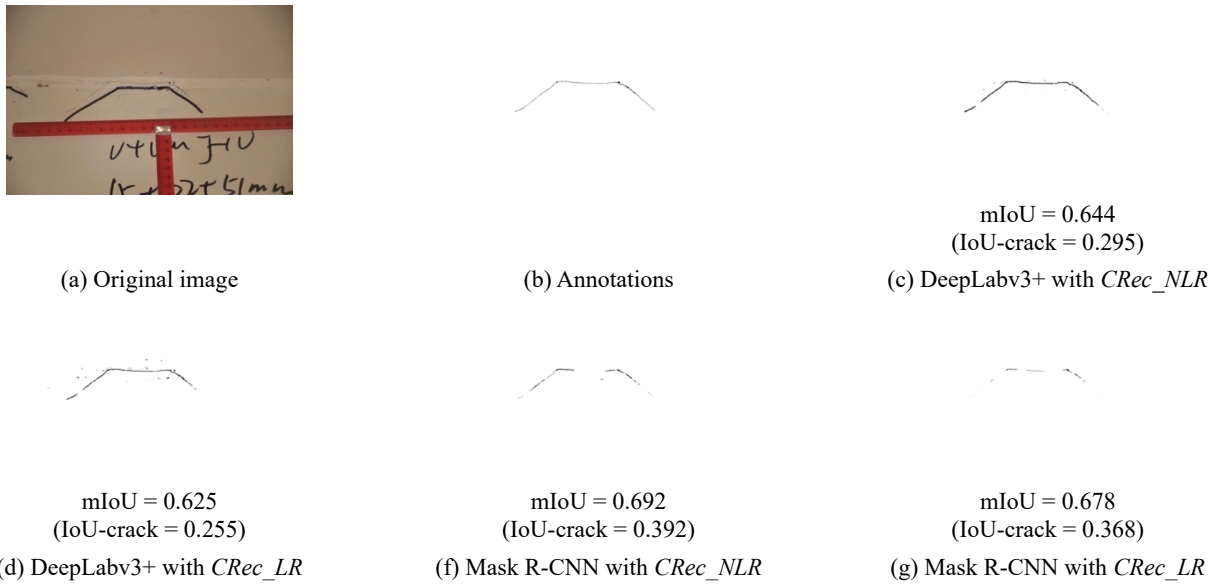 (a) Original image
(b) Annotations
mIoU = 0.644
(IoU-crack = 0.295)
(c) DeepLabv3+ with CRec_NLR
mIoU = 0.625
(IoU-crack = 0.255)
d) DeepLabv3+ with CRec_LR
mIoU = 0.692
(IoU-crack = 0.392)
(f) Mask R-CNN with CRec_NLR
mIoU = 0.678
(IoU-crack = 0.368)
(g) Mask R-CNN with CRec_LR